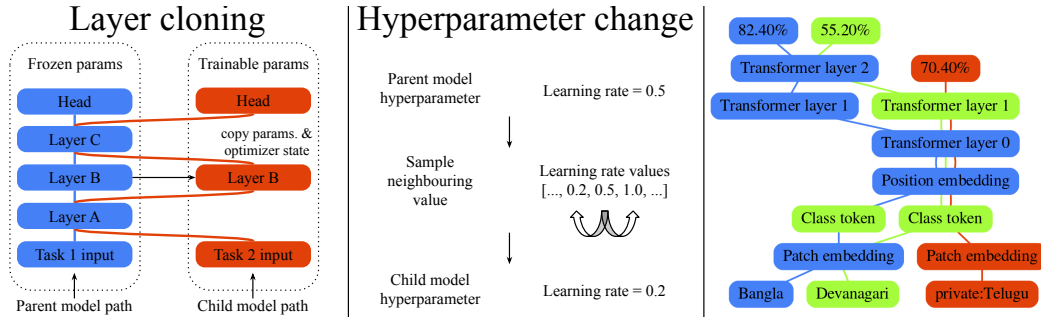 Layer cloning
Frozen params
Trainable params
Head
Head
Layer C
copy params. &
optimizer state
Layer B
Layer B
Layer A
Task 1 input
Task 2 input
Parent model path
Child model path
Hyperparameter change
Parent model
hyperparameter
Learning rate = 0.5
Sample
neighbouring
value
Learning rate values
[..., 0.2, 0.5, 1.0, ...]
Child model
hyperparameter
Learning rate = 0.2
82.40%
55.20%
Transformer layer 2
70.40%
Transformer layer 1
Transformer layer 1
Transformer layer 0
Position embedding
Class token
Class token
Patch embedding
Patch embedding
Bangla
Devanagari
private:Telugu